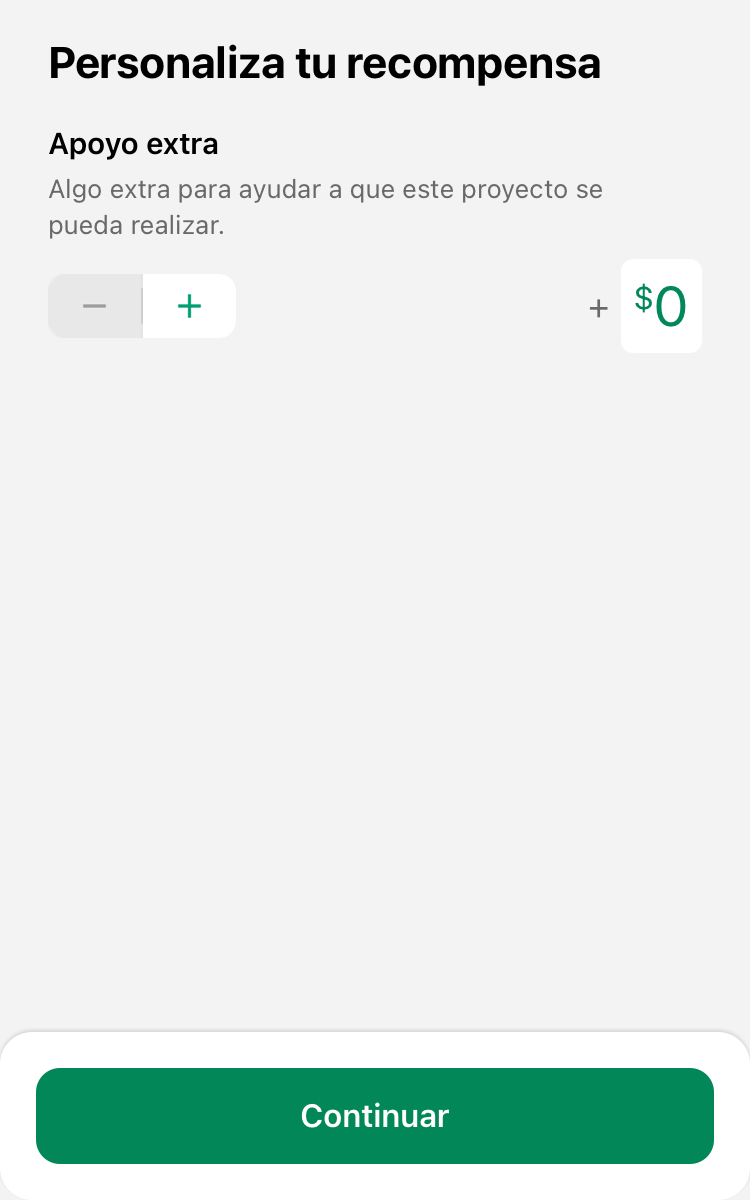 Personaliza tu recompensa
Apoyo extra
Algo extra para ayudar a que este proyecto se
pueda realizar.
− + + $0
Continuar